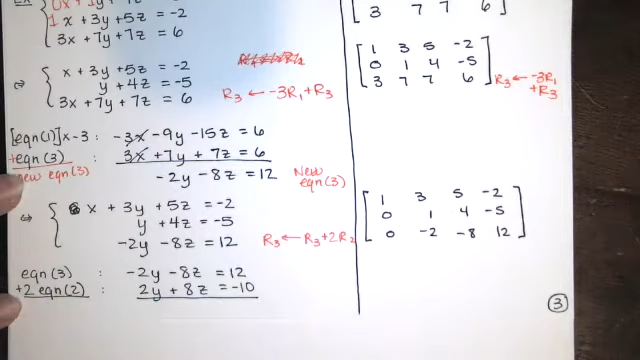 x + 3y + 5z = -2
3x + 7y + 7z = 6
3 7 7 6
⇔ x + 3y + 5z = -2
y + 4z = -5
3x + 7y + 7z = 6
R3 ← -3R1 + R3
1 3 5 -2
0 1 4 -5
3 7 7 6
R3 ← -3R1
+ R3
[eqn(1)] x -3 : -3x -9y -15z = 6
+eqn(3) : 3x + 7y + 7z = 6
new eqn(3) -2y -8z = 12
New
eqn(3)
⇔ x + 3y + 5z = -2
y + 4z = -5
-2y -8z = 12
R3 ← R3 + 2R2
1 3 5 -2
0 1 4 -5
0 -2 -8 12
eqn(3) : -2y -8z = 12
+2 eqn(2) : 2y + 8z = -10
3